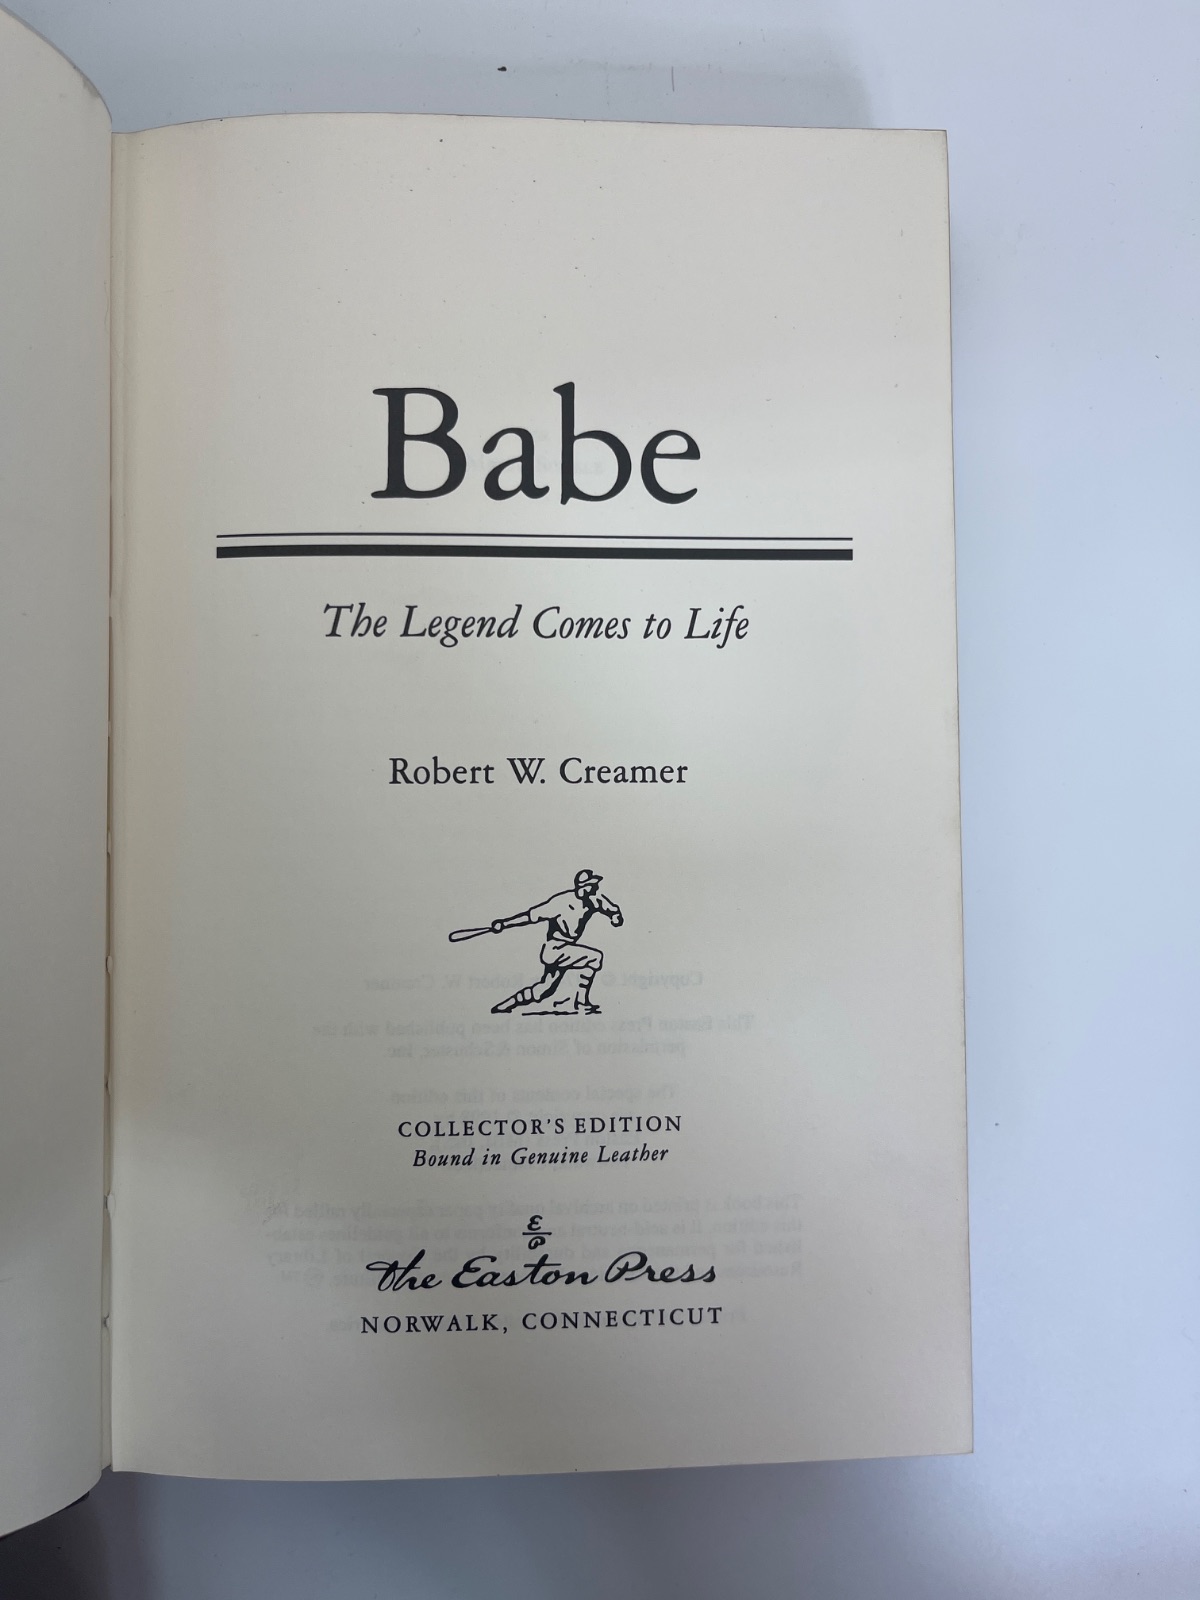 Babe
The Legend Comes to Life
Robert W. Creamer
COLLECTOR'S EDITION
Bound in Genuine Leather
EP
The Easton Press
NORWALK, CONNECTICUT